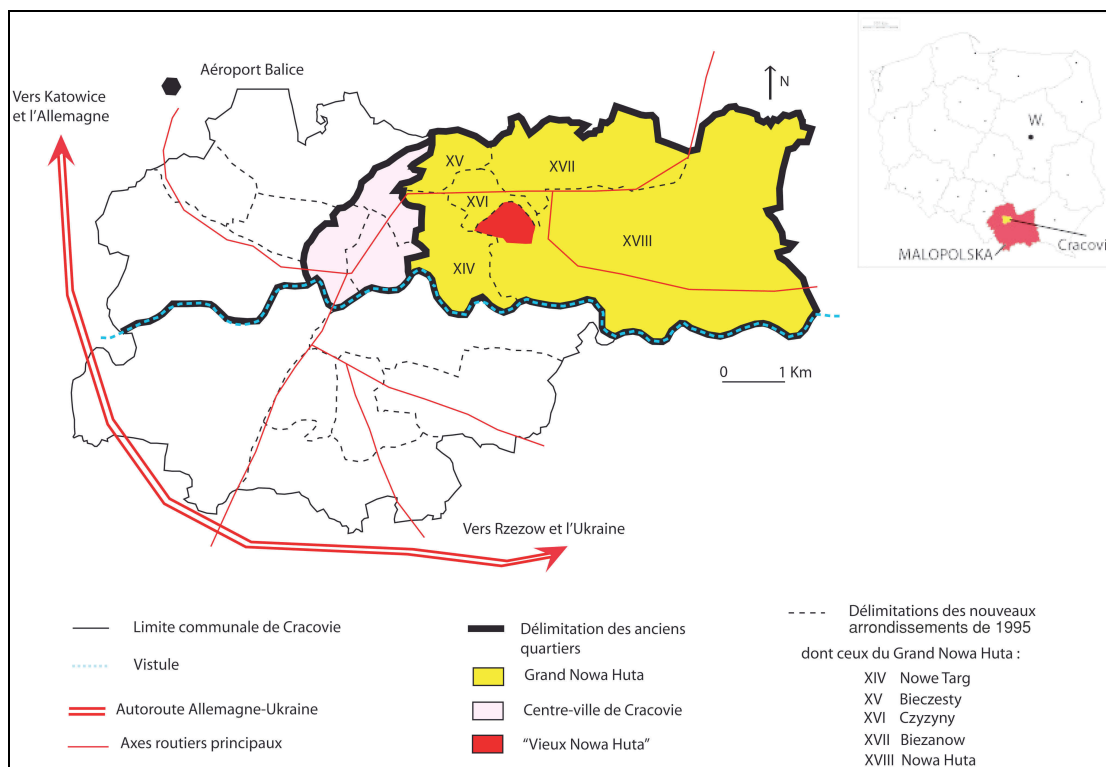 Aéroport Balice
Vers Katowice
et l'Allemagne
N
XV
XVII
XVI
XVIII
XIV
W.
Cracovie
MALOPOLSKA
0 1 Km
Vers Rzezow et l'Ukraine
Limite communale de Cracovie
Vistule
Autoroute Allemagne-Ukraine
Axes routiers principaux
Délimitation des anciens
quartiers
Grand Nowa Huta
Centre-ville de Cracovie
"Vieux Nowa Huta"
Délimitations des nouveaux
arrondissements de 1995
dont ceux du Grand Nowa Huta :
XIV Nowe Targ
XV Bieczesty
XVI Czyzyny
XVII Biezanow
XVIII Nowa Huta